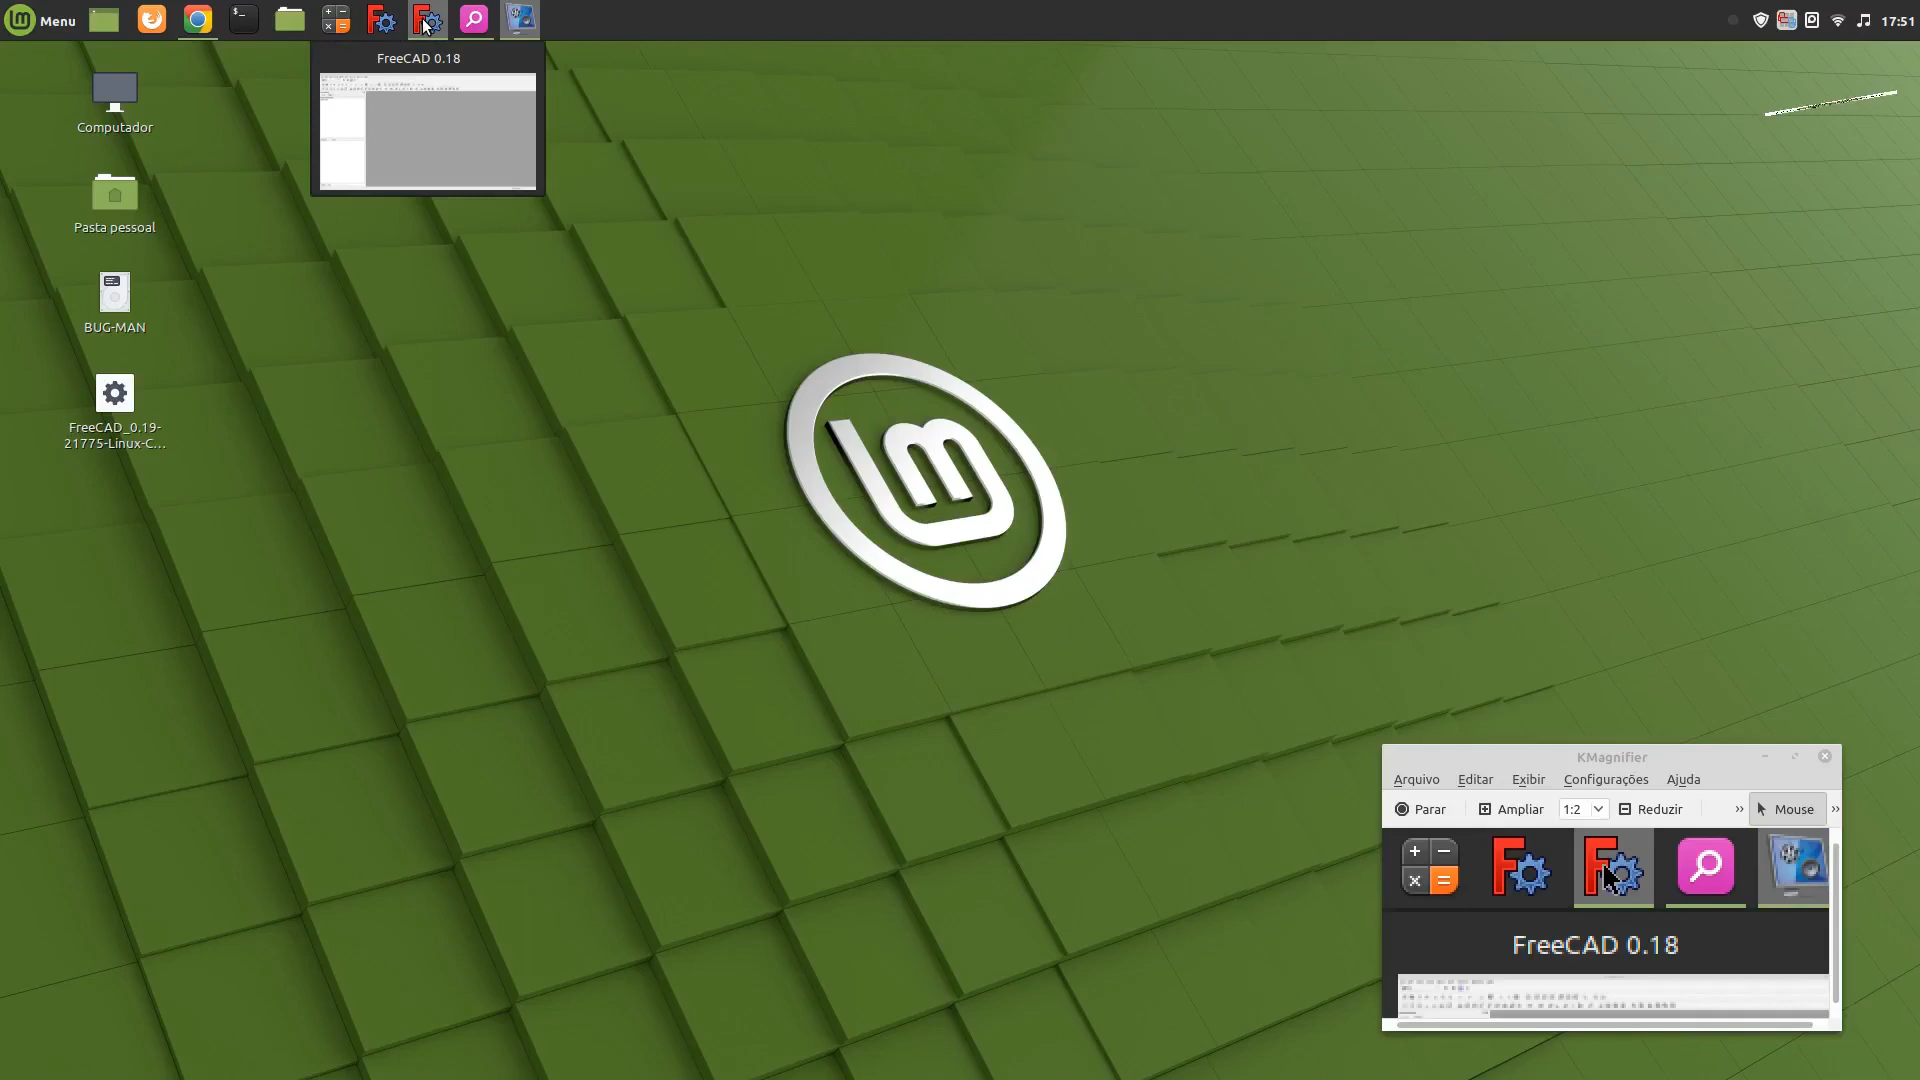 Menu
17:51
FreeCAD 0.18
Computador
Pasta pessoal
BUG-MAN
FreeCAD_0.19-
21775-Linux-C...
KMagnifier
Arquivo Editar Exibir Configurações Ajuda
Parar Ampliar 1:2 Reduzir » Mouse »
FreeCAD 0.18